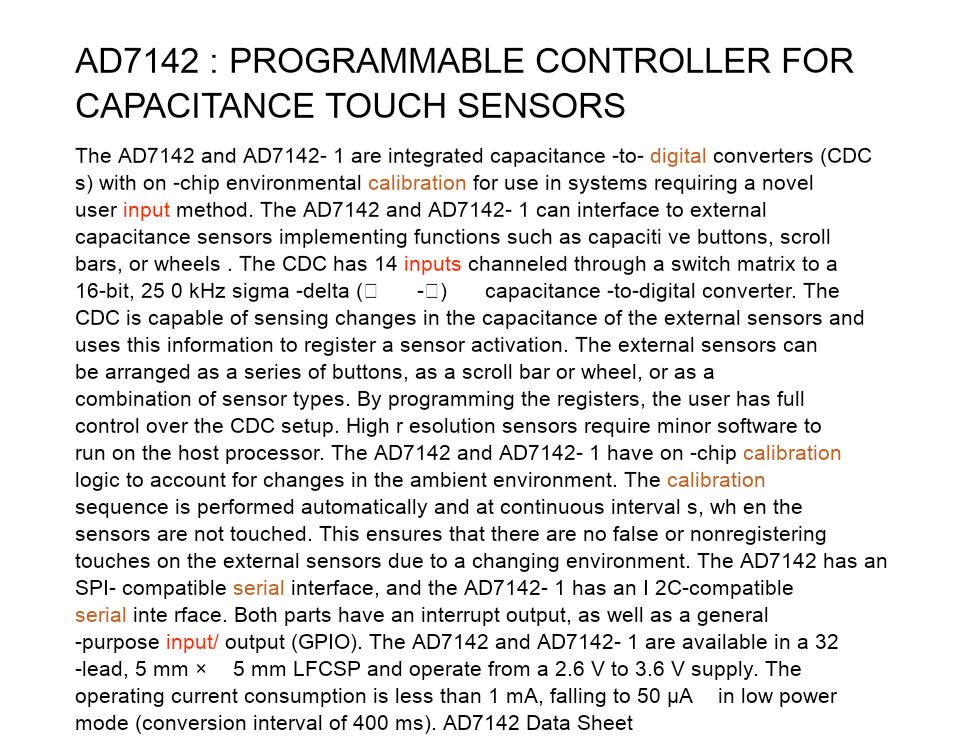 AD7142 : PROGRAMMABLE CONTROLLER FOR
CAPACITANCE TOUCH SENSORS
The AD7142 and AD7142- 1 are integrated capacitance -to- digital converters (CDC
s) with on -chip environmental calibration for use in systems requiring a novel
user input method. The AD7142 and AD7142- 1 can interface to external
capacitance sensors implementing functions such as capaciti ve buttons, scroll
bars, or wheels . The CDC has 14 inputs channeled through a switch matrix to a
16-bit, 25 0 kHz sigma -delta (□ -□) capacitance -to-digital converter. The
CDC is capable of sensing changes in the capacitance of the external sensors and
uses this information to register a sensor activation. The external sensors can
be arranged as a series of buttons, as a scroll bar or wheel, or as a
combination of sensor types. By programming the registers, the user has full
control over the CDC setup. High r esolution sensors require minor software to
run on the host processor. The AD7142 and AD7142- 1 have on -chip calibration
logic to account for changes in the ambient environment. The calibration
sequence is performed automatically and at continuous interval s, wh en the
sensors are not touched. This ensures that there are no false or nonregistering
touches on the external sensors due to a changing environment. The AD7142 has an
SPI- compatible serial interface, and the AD7142- 1 has an I 2C-compatible
serial inte rface. Both parts have an interrupt output, as well as a general
-purpose input/ output (GPIO). The AD7142 and AD7142- 1 are available in a 32
-lead, 5 mm × 5 mm LFCSP and operate from a 2.6 V to 3.6 V supply. The
operating current consumption is less than 1 mA, falling to 50 μA in low power
mode (conversion interval of 400 ms). AD7142 Data Sheet